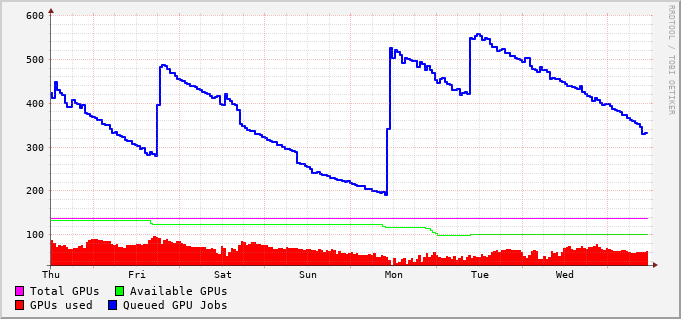 600
500
400
300
200
100
Thu Fri Sat Sun Mon Tue Wed
Total GPUs Available GPUs
GPUs used Queued GPU Jobs
RRDTOOL / TOBI OETIKER